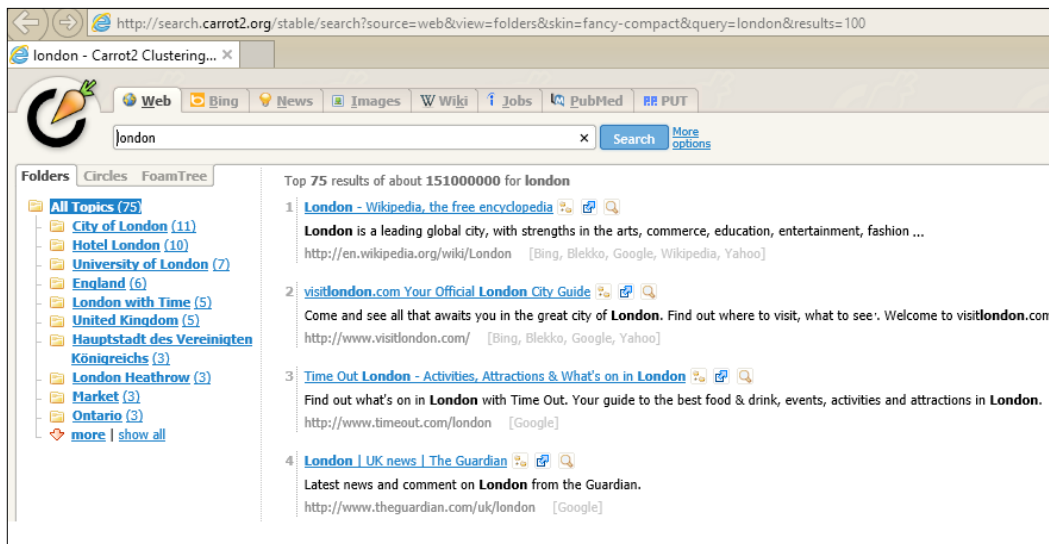 http://search.carrot2.org/stable/search?source=web&view=folders&skin=fancy-compact&query=london&results=100
london - Carrot2 Clustering... ×
Web Bing News Images Wiki Jobs PubMed PUT
london × Search More options
Folders Circles FoamTree
All Topics (75)
City of London (11)
Hotel London (10)
University of London (7)
England (6)
London with Time (5)
United Kingdom (5)
Hauptstadt des Vereinigten
Königreichs (3)
London Heathrow (3)
Market (3)
Ontario (3)
more | show all
Top 75 results of about 151000000 for london
1 London - Wikipedia, the free encyclopedia
London is a leading global city, with strengths in the arts, commerce, education, entertainment, fashion ...
http://en.wikipedia.org/wiki/London [Bing, Blekko, Google, Wikipedia, Yahoo]
2 visitlondon.com Your Official London City Guide
Come and see all that awaits you in the great city of London. Find out where to visit, what to see·. Welcome to visitlondon.com
http://www.visitlondon.com/ [Bing, Blekko, Google, Yahoo]
3 Time Out London - Activities, Attractions & What's on in London
Find out what's on in London with Time Out. Your guide to the best food & drink, events, activities and attractions in London.
http://www.timeout.com/london [Google]
4 London | UK news | The Guardian
Latest news and comment on London from the Guardian.
http://www.theguardian.com/uk/london [Google]